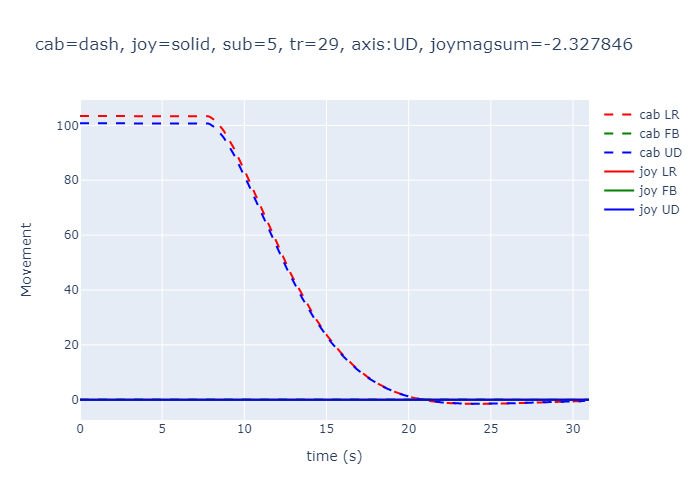 cab=dash, joy=solid, sub=5, tr=29, axis:UD, joymagsum=-2.327846
cab LR
cab FB
cab UD
joy LR
joy FB
joy UD
Movement
100
80
60
40
20
0
0 5 10 15 20 25 30
time (s)